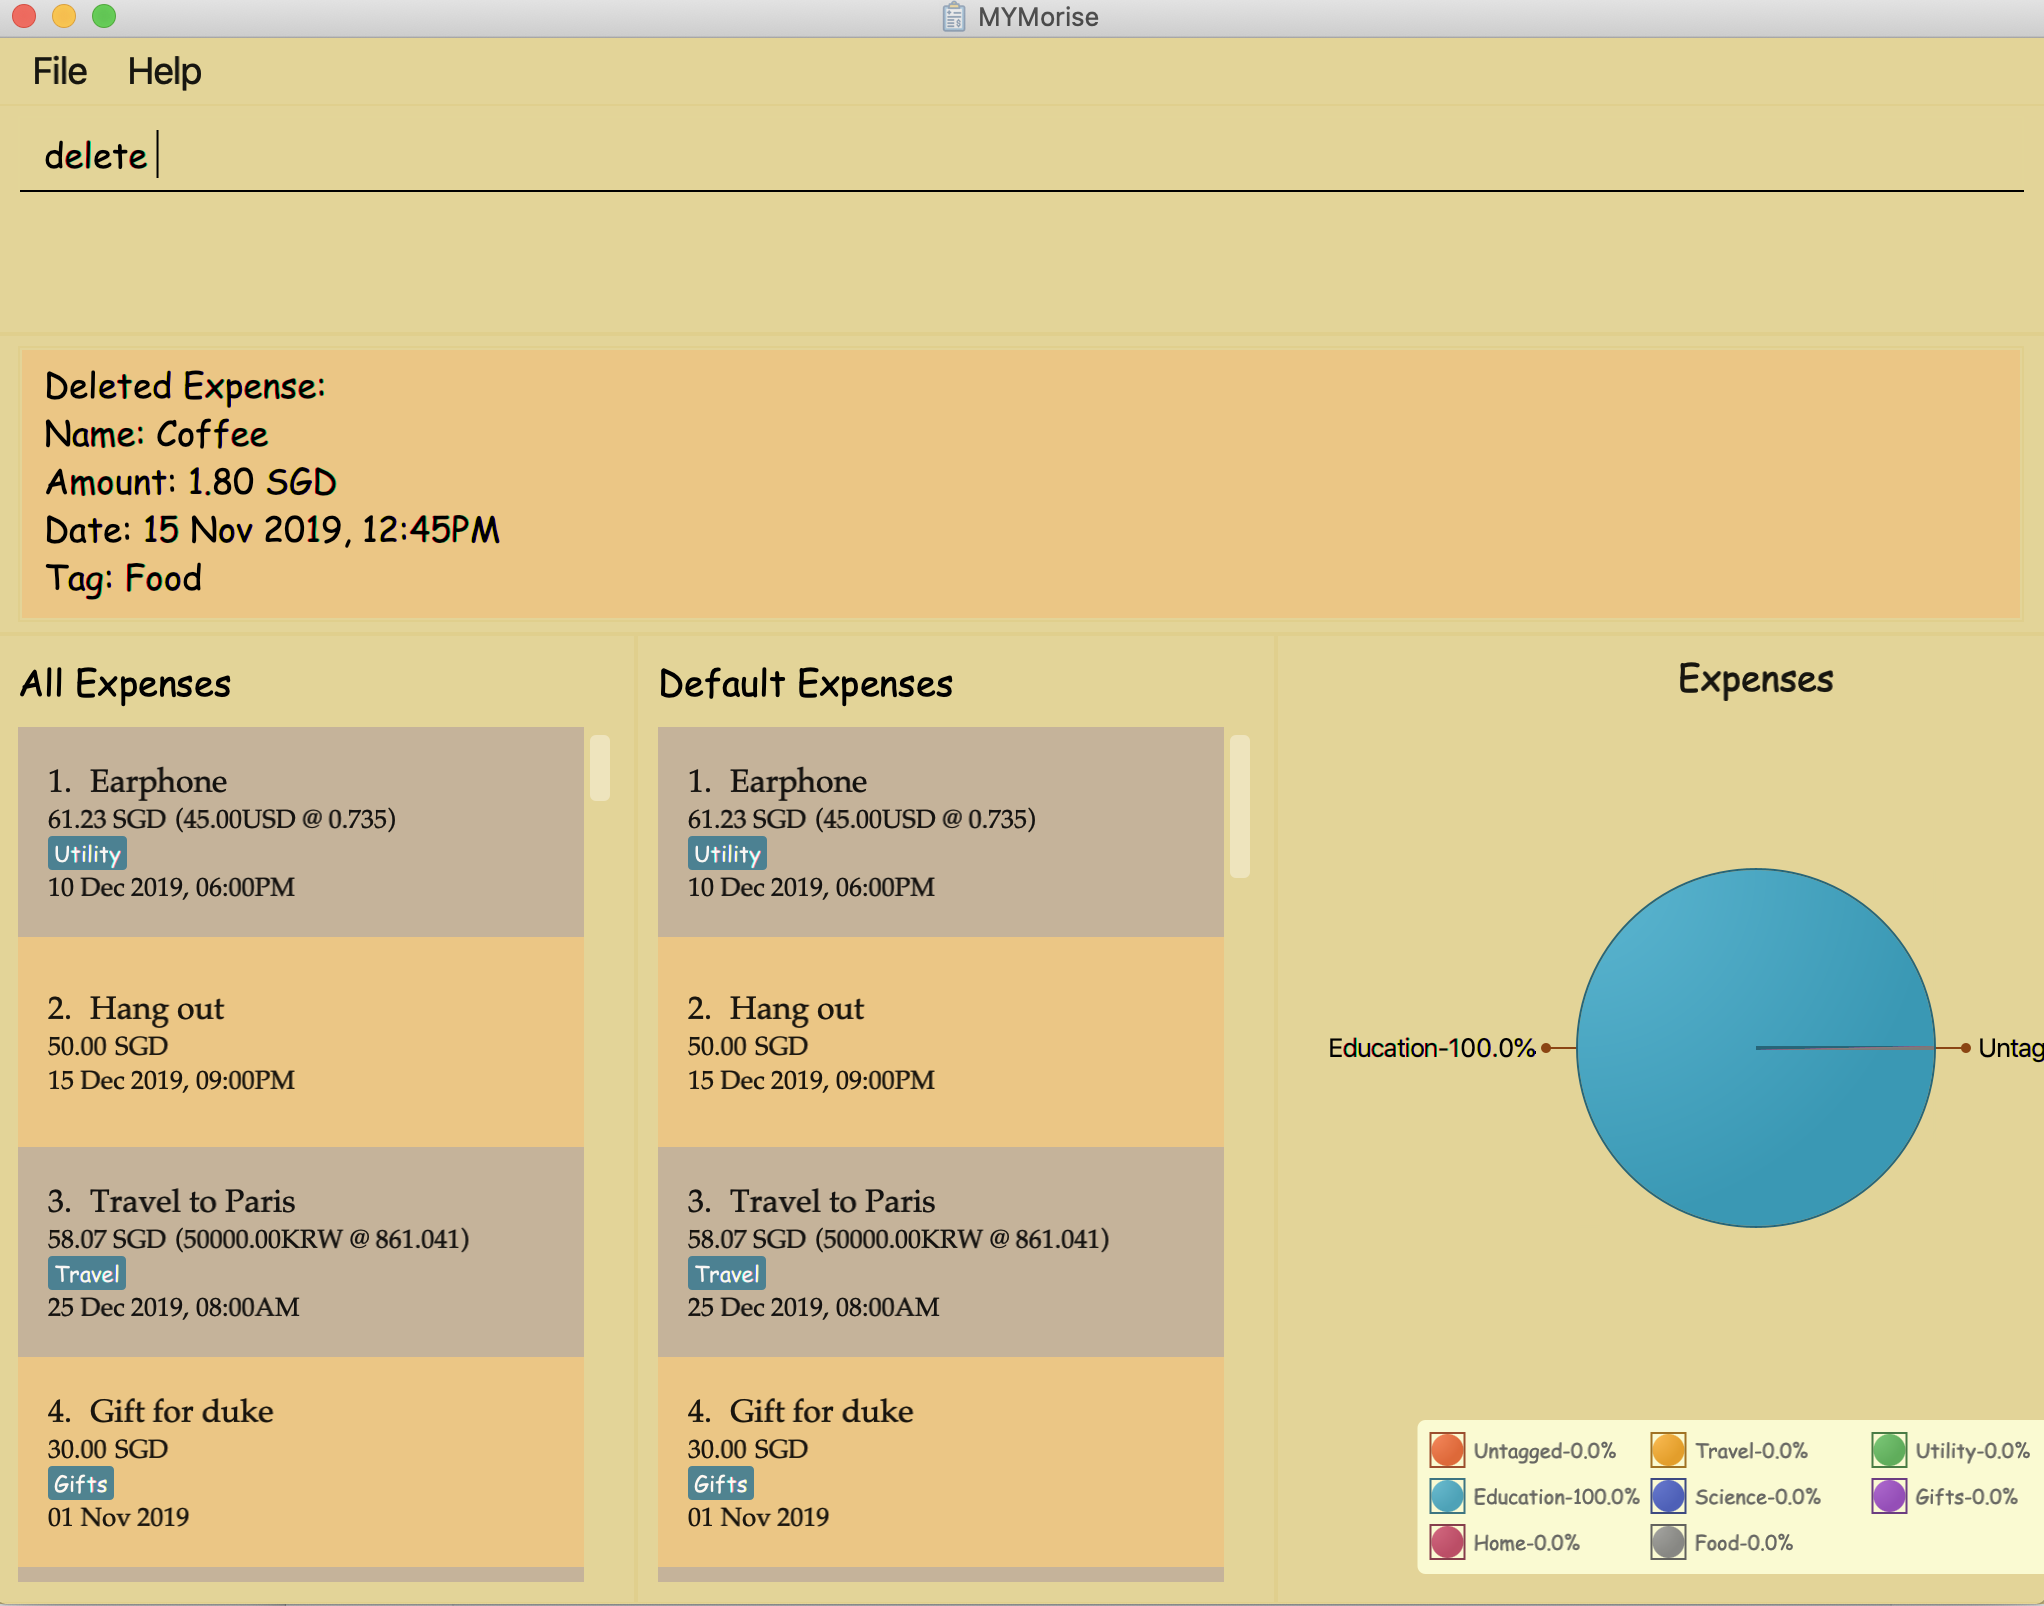 MYMorise
File Help
delete
Deleted Expense:
Name: Coffee
Amount: 1.80 SGD
Date: 15 Nov 2019, 12:45PM
Tag: Food
All Expenses
1. Earphone
61.23 SGD (45.00USD @ 0.735)
Utility
10 Dec 2019, 06:00PM
2. Hang out
50.00 SGD
15 Dec 2019, 09:00PM
3. Travel to Paris
58.07 SGD (50000.00KRW @ 861.041)
Travel
25 Dec 2019, 08:00AM
4. Gift for duke
30.00 SGD
Gifts
01 Nov 2019
Default Expenses
1. Earphone
61.23 SGD (45.00USD @ 0.735)
Utility
10 Dec 2019, 06:00PM
2. Hang out
50.00 SGD
15 Dec 2019, 09:00PM
3. Travel to Paris
58.07 SGD (50000.00KRW @ 861.041)
Travel
25 Dec 2019, 08:00AM
4. Gift for duke
30.00 SGD
Gifts
01 Nov 2019
Expenses
Education-100.0% Untag
Untagged-0.0% Travel-0.0% Utility-0.0%
Education-100.0% Science-0.0% Gifts-0.0%
Home-0.0% Food-0.0%